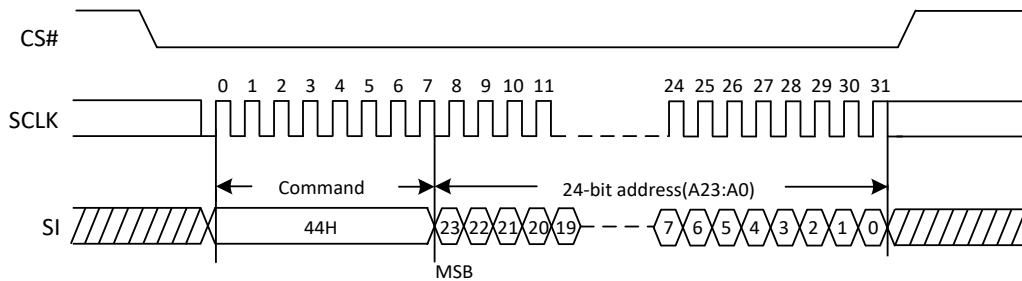 CS#
0 1 2 3 4 5 6 7 8 9 10 11 24 25 26 27 28 29 30 31
SCLK
Command 24-bit address(A23:A0)
SI 44H 23 22 21 20 19 7 6 5 4 3 2 1 0
MSB